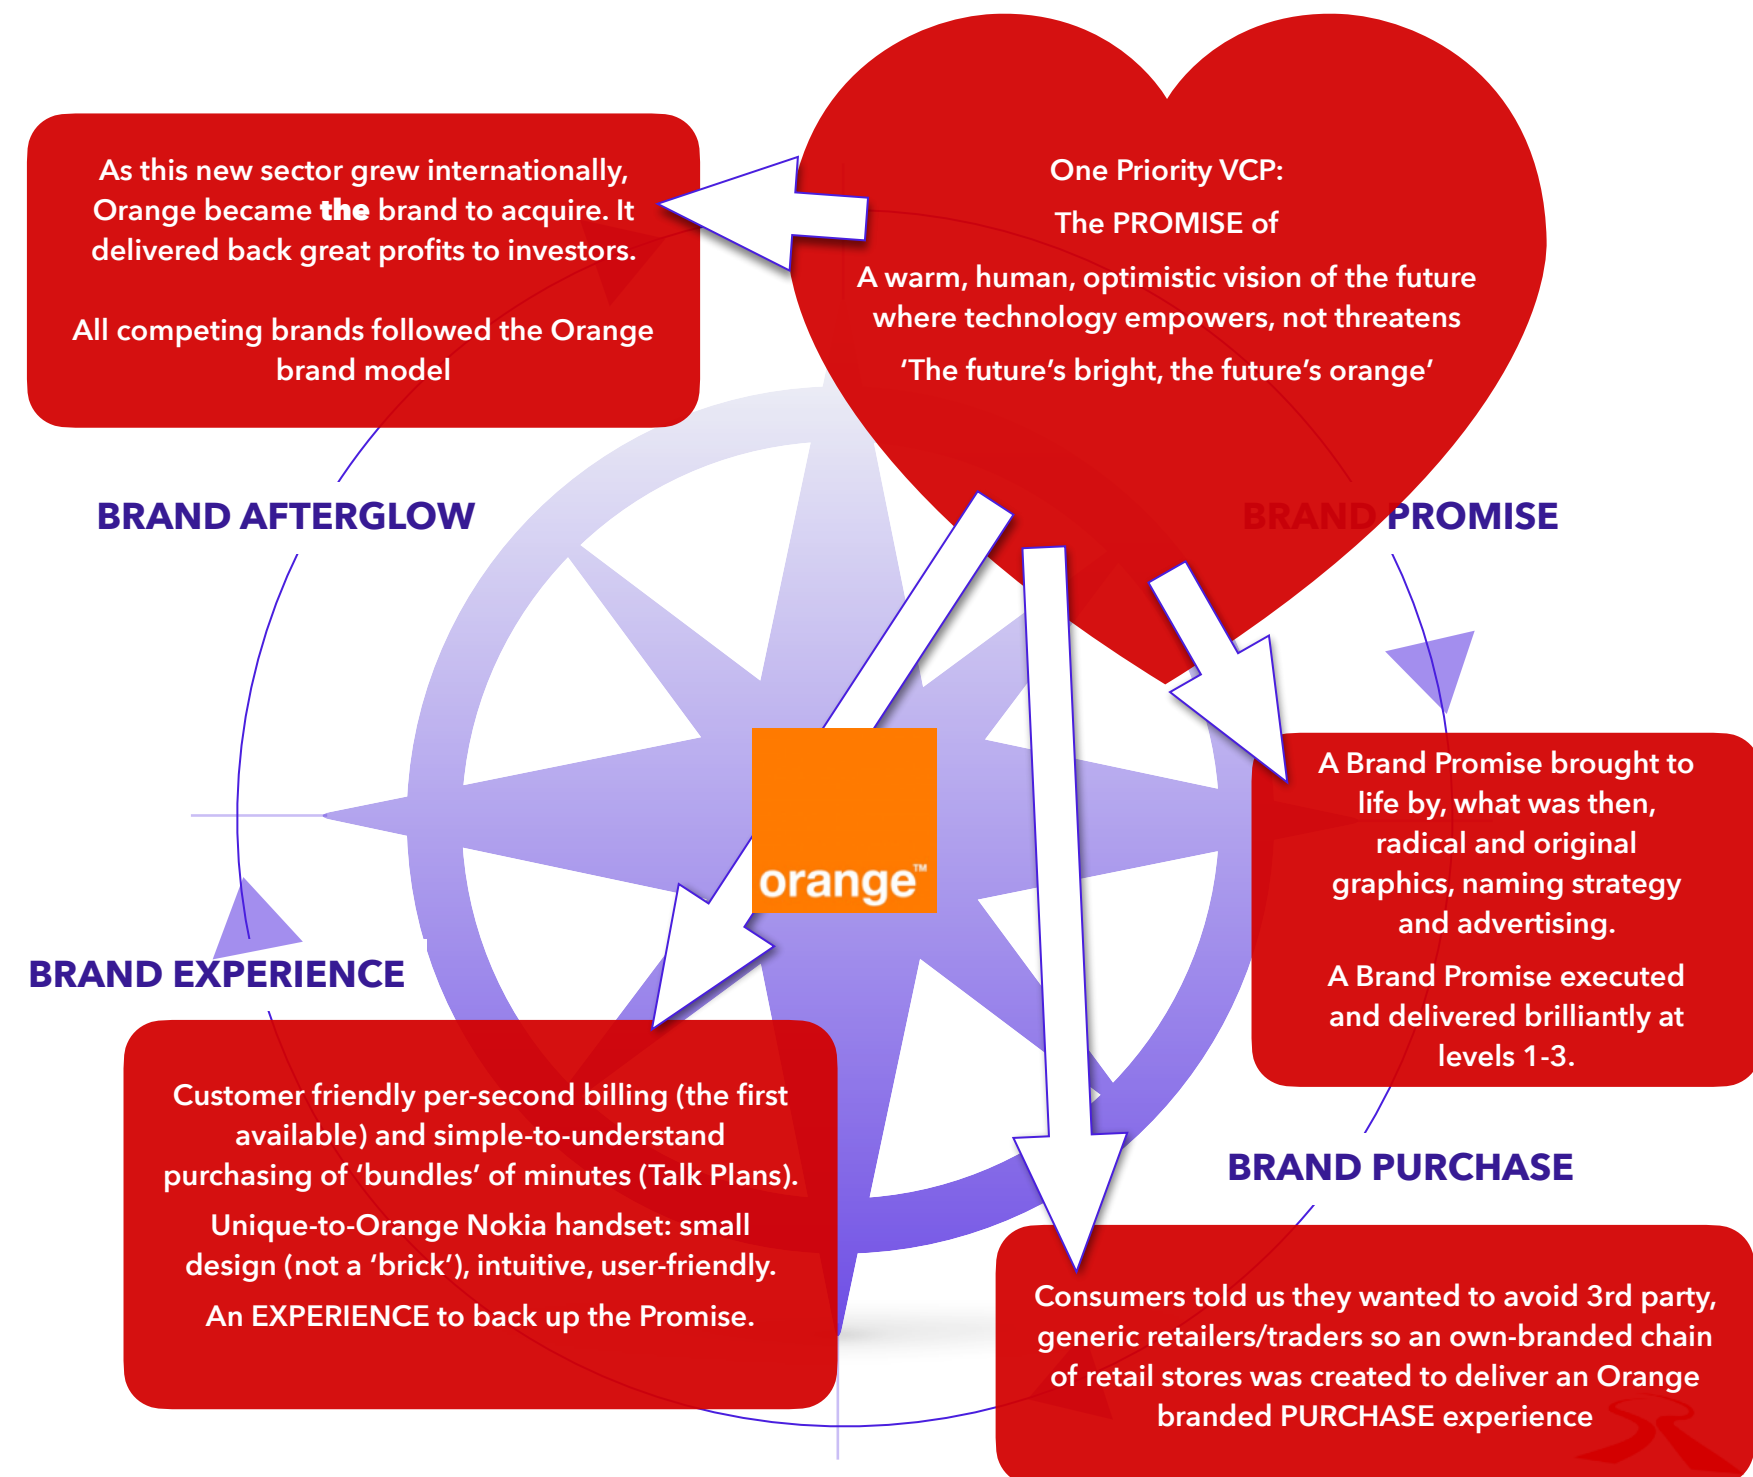 One Priority VCP:
The PROMISE of
A warm, human, optimistic vision of the future
where technology empowers, not threatens
‘The future’s bright, the future’s orange’
As this new sector grew internationally,
Orange became the brand to acquire. It
delivered back great profits to investors.
All competing brands followed the Orange
brand model
BRAND AFTERGLOW
BRAND PROMISE
A Brand Promise brought to
life by, what was then,
radical and original
graphics, naming strategy
and advertising.
A Brand Promise executed
and delivered brilliantly at
levels 1-3.
orange™
BRAND EXPERIENCE
Customer friendly per-second billing (the first
available) and simple-to-understand
purchasing of ‘bundles’ of minutes (Talk Plans).
Unique-to-Orange Nokia handset: small
design (not a ‘brick’), intuitive, user-friendly.
An EXPERIENCE to back up the Promise.
BRAND PURCHASE
Consumers told us they wanted to avoid 3rd party,
generic retailers/traders so an own-branded chain
of retail stores was created to deliver an Orange
branded PURCHASE experience